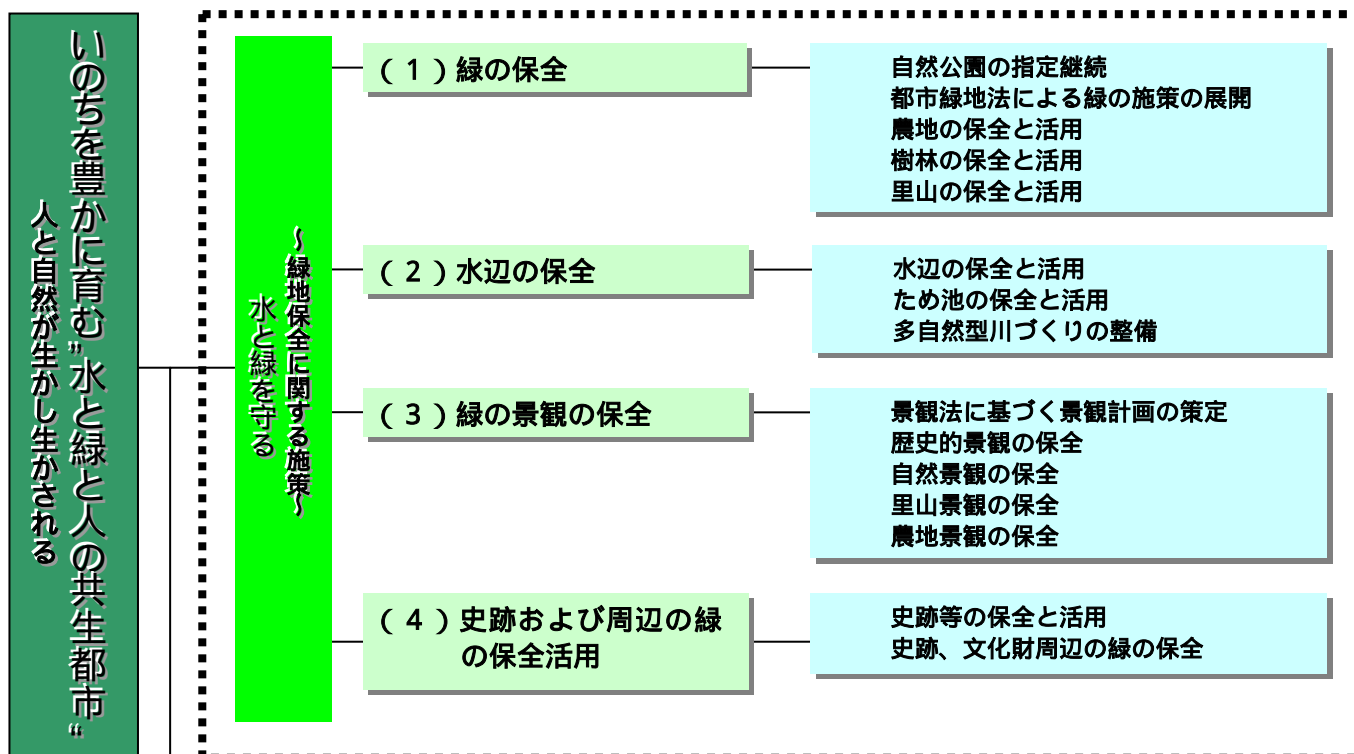 いのちを豊かに育む”水と緑と人の共生都市“
人と自然が生かし生かされる
～緑地保全に関する施策～
水と緑を守る
（１）緑の保全
自然公園の指定継続
都市緑地法による緑の施策の展開
農地の保全と活用
樹林の保全と活用
里山の保全と活用
（２）水辺の保全
水辺の保全と活用
ため池の保全と活用
多自然型川づくりの整備
（３）緑の景観の保全
景観法に基づく景観計画の策定
歴史的景観の保全
自然景観の保全
里山景観の保全
農地景観の保全
（４）史跡および周辺の緑
の保全活用
史跡等の保全と活用
史跡、文化財周辺の緑の保全